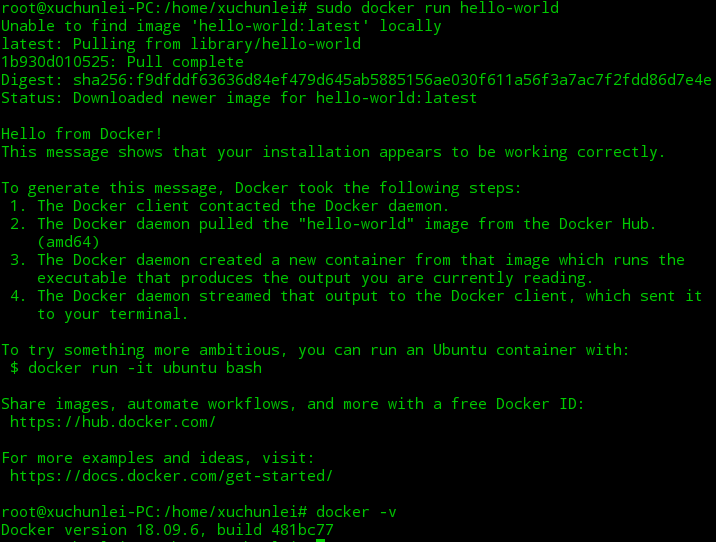 root@xuchunlei-PC:/home/xuchunlei# sudo docker run hello-world
Unable to find image 'hello-world:latest' locally
latest: Pulling from library/hello-world
1b930d010525: Pull complete
Digest: sha256:f9dfddf63636d84ef479d645ab5885156ae030f611a56f3a7ac7f2fdd86d7e4e
Status: Downloaded newer image for hello-world:latest

Hello from Docker!
This message shows that your installation appears to be working correctly.

To generate this message, Docker took the following steps:
 1. The Docker client contacted the Docker daemon.
 2. The Docker daemon pulled the "hello-world" image from the Docker Hub.
    (amd64)
 3. The Docker daemon created a new container from that image which runs the
    executable that produces the output you are currently reading.
 4. The Docker daemon streamed that output to the Docker client, which sent it
    to your terminal.

To try something more ambitious, you can run an Ubuntu container with:
 $ docker run -it ubuntu bash

Share images, automate workflows, and more with a free Docker ID:
 https://hub.docker.com/

For more examples and ideas, visit:
 https://docs.docker.com/get-started/

root@xuchunlei-PC:/home/xuchunlei# docker -v
Docker version 18.09.6, build 481bc77